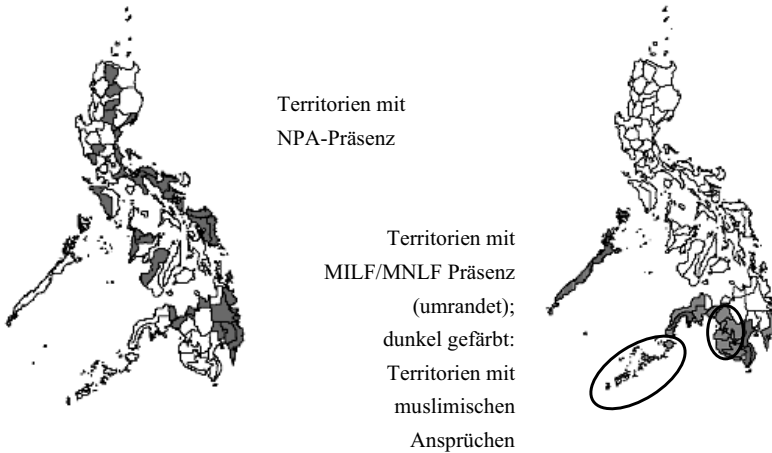 Territorien mit
NPA-Präsenz
Territorien mit
MILF/MNLF Präsenz
(umrandet);
dunkel gefärbt:
Territorien mit
muslimischen
Ansprüchen